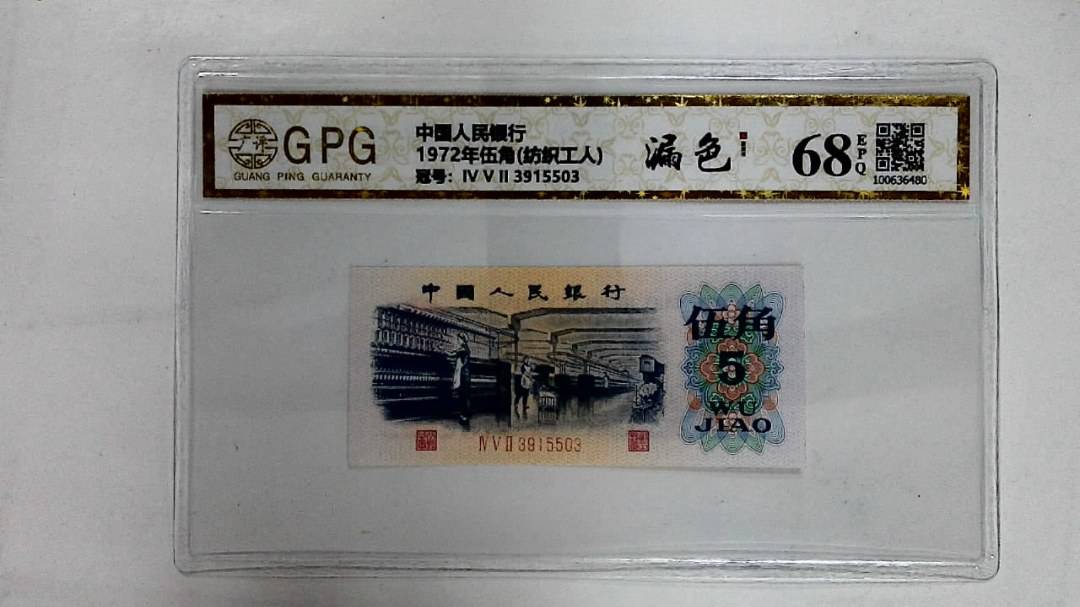 GPG
GUANG PING GUARANTY
中国人民银行
1972年伍角(纺织工人)
冠号: IV V II 3915503
漏色
68
EPQ
100636480
中國人民銀行
伍角
5
WU
JIAO
IV V II 3915503